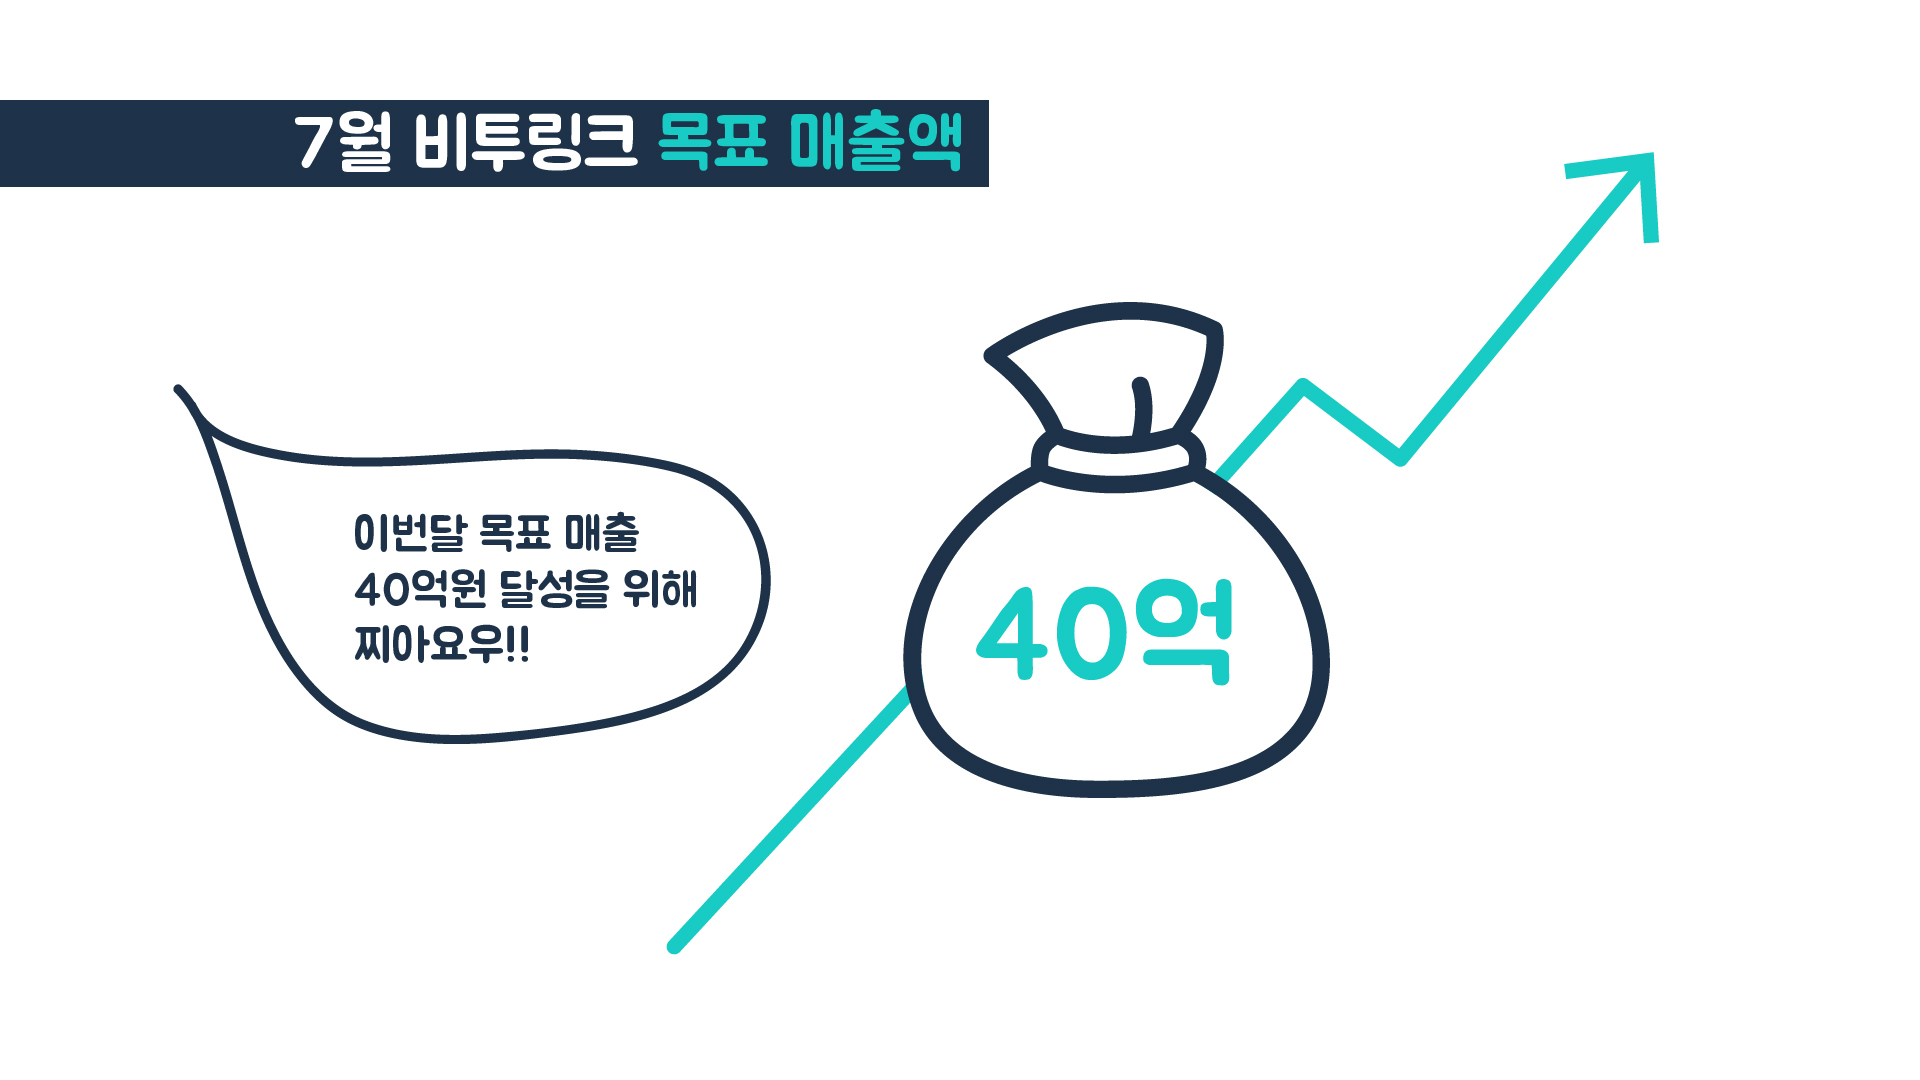 7월 비투링크 목표 매출액
이번달 목표 매출
40억원 달성을 위해
찌아요우!!
40억